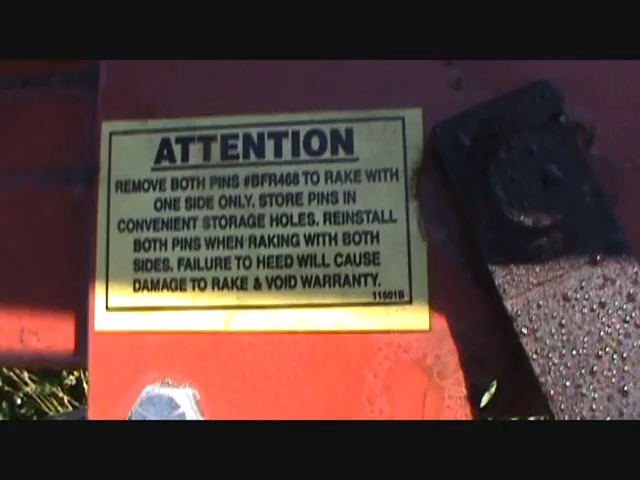 ATTENTION
REMOVE BOTH PINS #BFR468 TO RAKE WITH
ONE SIDE ONLY. STORE PINS IN
CONVENIENT STORAGE HOLES. REINSTALL
BOTH PINS WHEN RAKING WITH BOTH
SIDES. FAILURE TO HEED WILL CAUSE
DAMAGE TO RAKE & VOID WARRANTY.
11601B